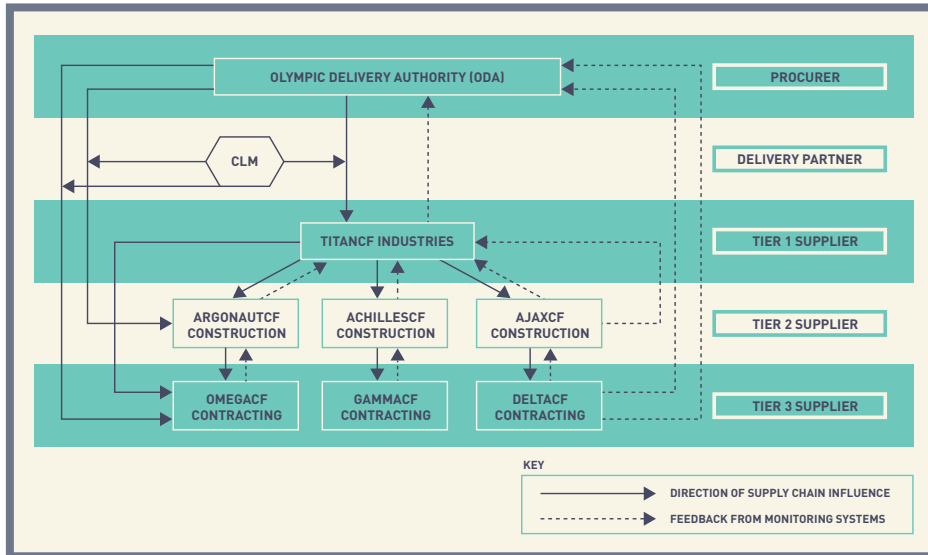 OLYMPIC DELIVERY AUTHORITY (ODA)
PROCURER
CLM
DELIVERY PARTNER
TITANCF INDUSTRIES
TIER 1 SUPPLIER
ARGONAUTCF
CONSTRUCTION
ACHILLESCF
CONSTRUCTION
AJAXCF
CONSTRUCTION
TIER 2 SUPPLIER
OMEGACF
CONTRACTING
GAMMACF
CONTRACTING
DELTACF
CONTRACTING
TIER 3 SUPPLIER
KEY
DIRECTION OF SUPPLY CHAIN INFLUENCE
FEEDBACK FROM MONITORING SYSTEMS